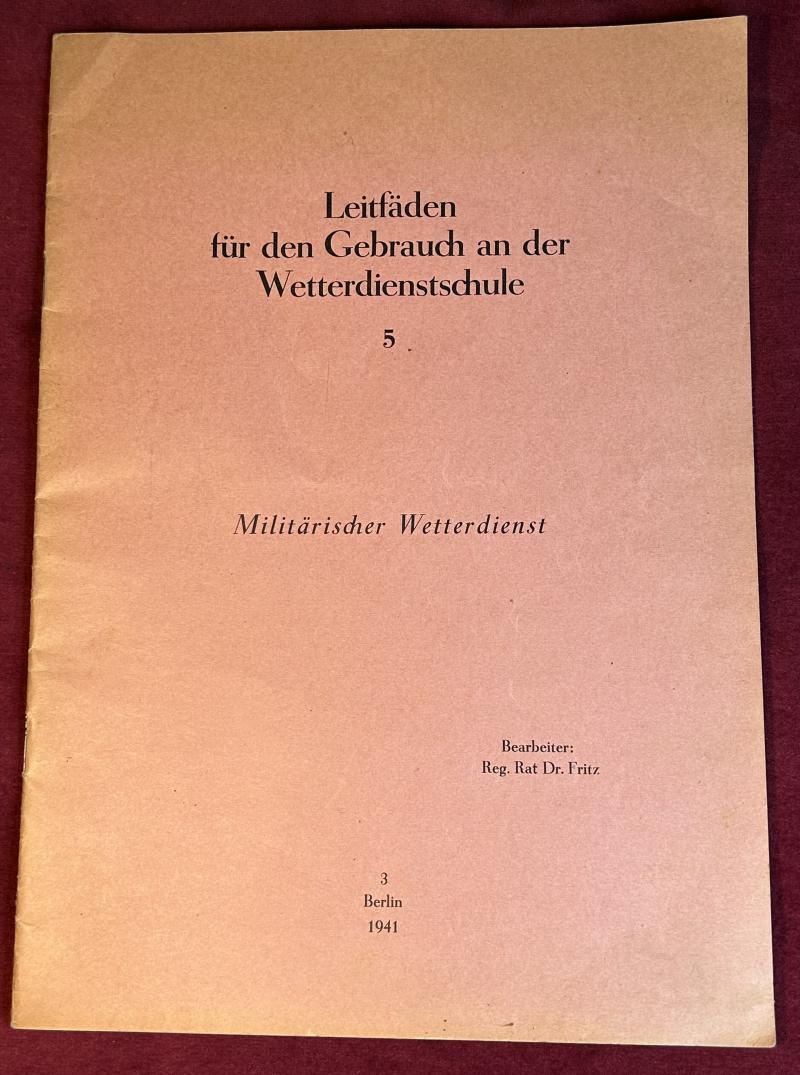 Leitfäden
für den Gebrauch an der
Wetterdienstschule
5
Militärischer Wetterdienst
Bearbeiter:
Reg. Rat Dr. Fritz
3
Berlin
1941